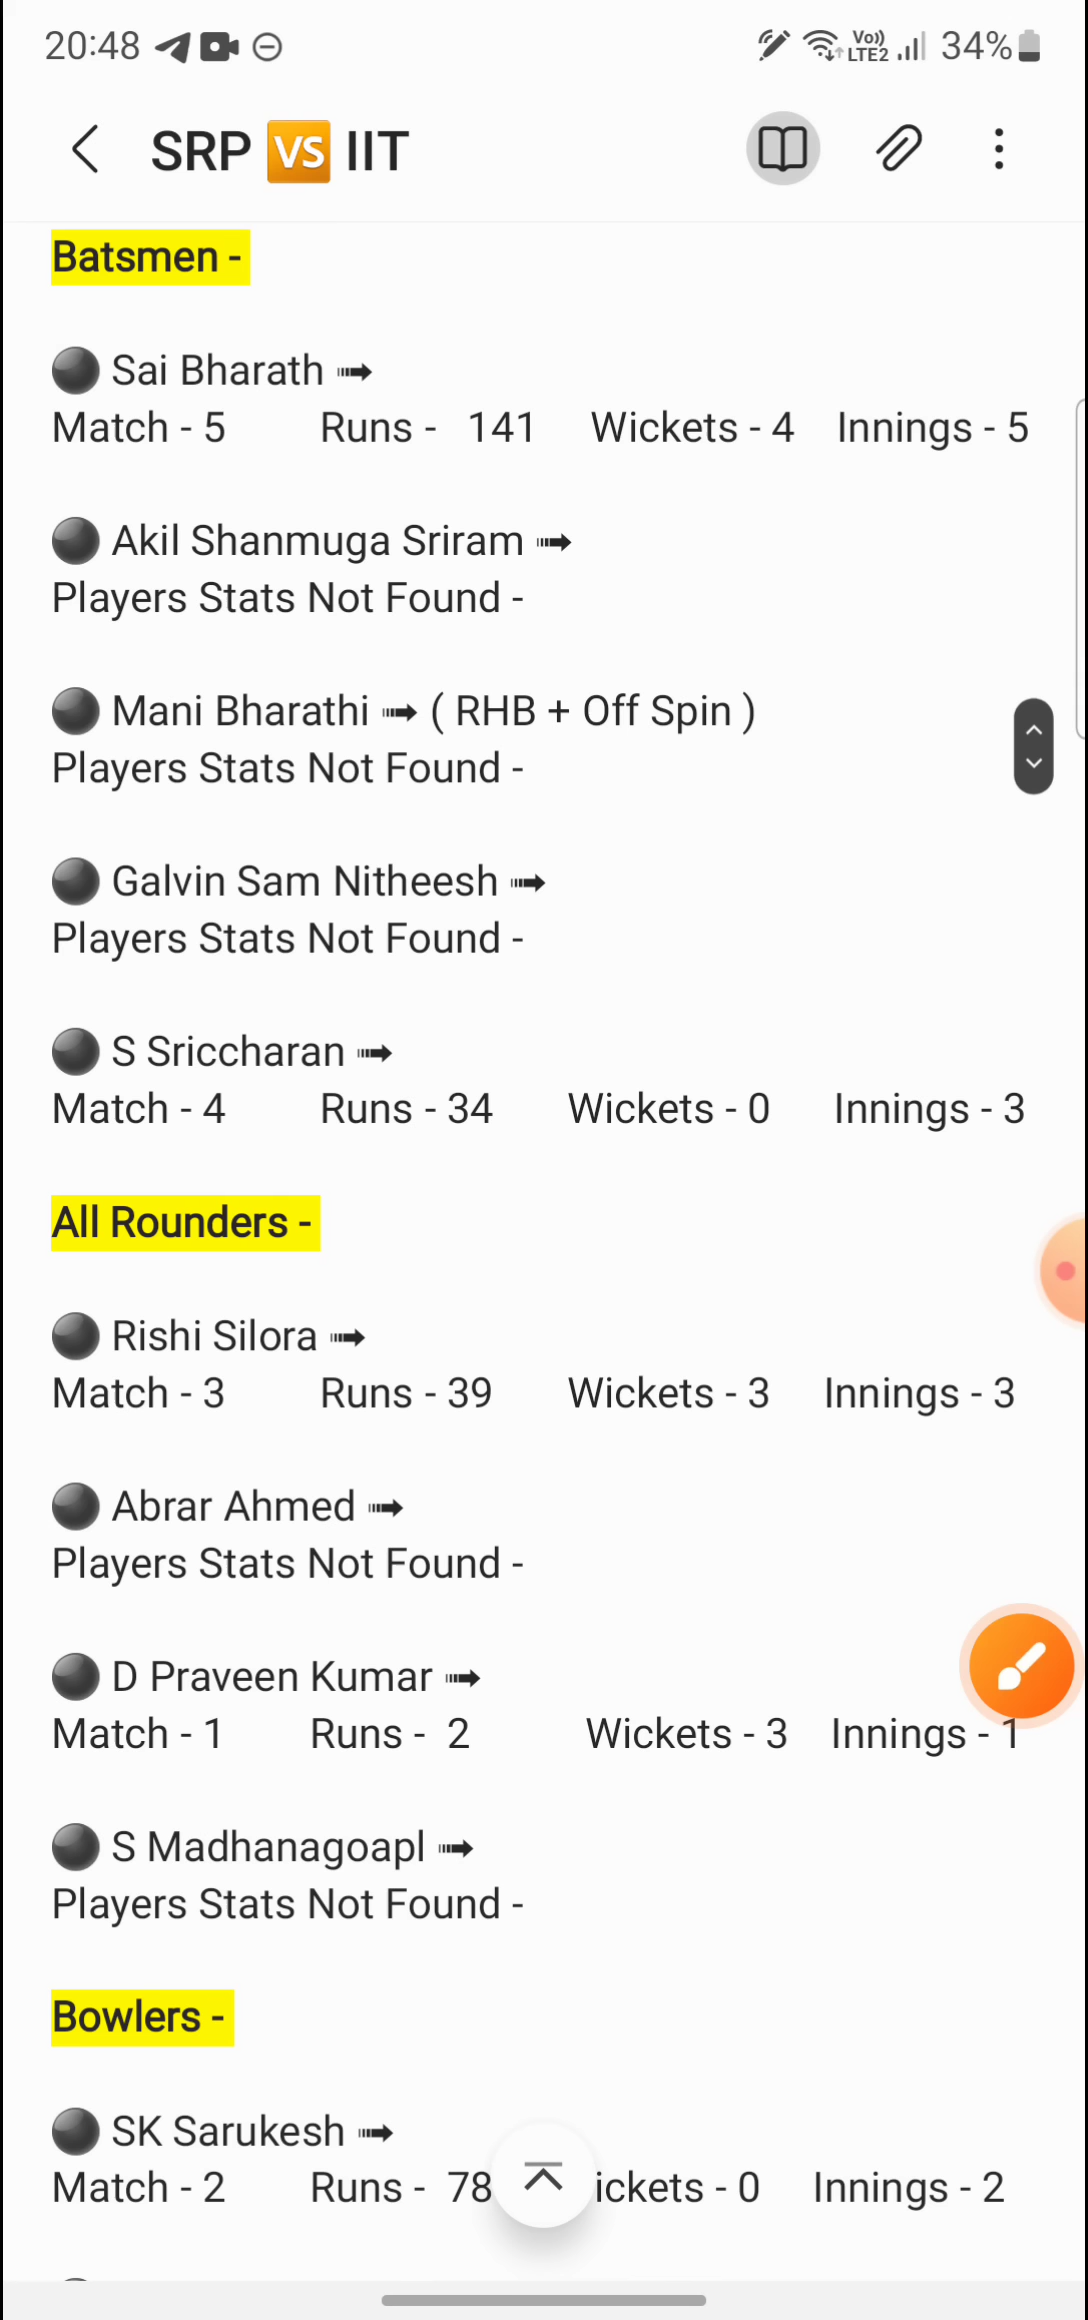 20:48 Vo)) LTE2 34%
SRP VS IIT
Batsmen -
Sai Bharath ➟
Match - 5 Runs - 141 Wickets - 4 Innings - 5
Akil Shanmuga Sriram ➟
Players Stats Not Found -
Mani Bharathi ➟ ( RHB + Off Spin )
Players Stats Not Found -
Galvin Sam Nitheesh ➟
Players Stats Not Found -
S Sriccharan ➟
Match - 4 Runs - 34 Wickets - 0 Innings - 3
All Rounders -
Rishi Silora ➟
Match - 3 Runs - 39 Wickets - 3 Innings - 3
Abrar Ahmed ➟
Players Stats Not Found -
D Praveen Kumar ➟
Match - 1 Runs - 2 Wickets - 3 Innings - 1
S Madhanagoapl ➟
Players Stats Not Found -
Bowlers -
SK Sarukesh ➟
Match - 2 Runs - 78 ickets - 0 Innings - 2